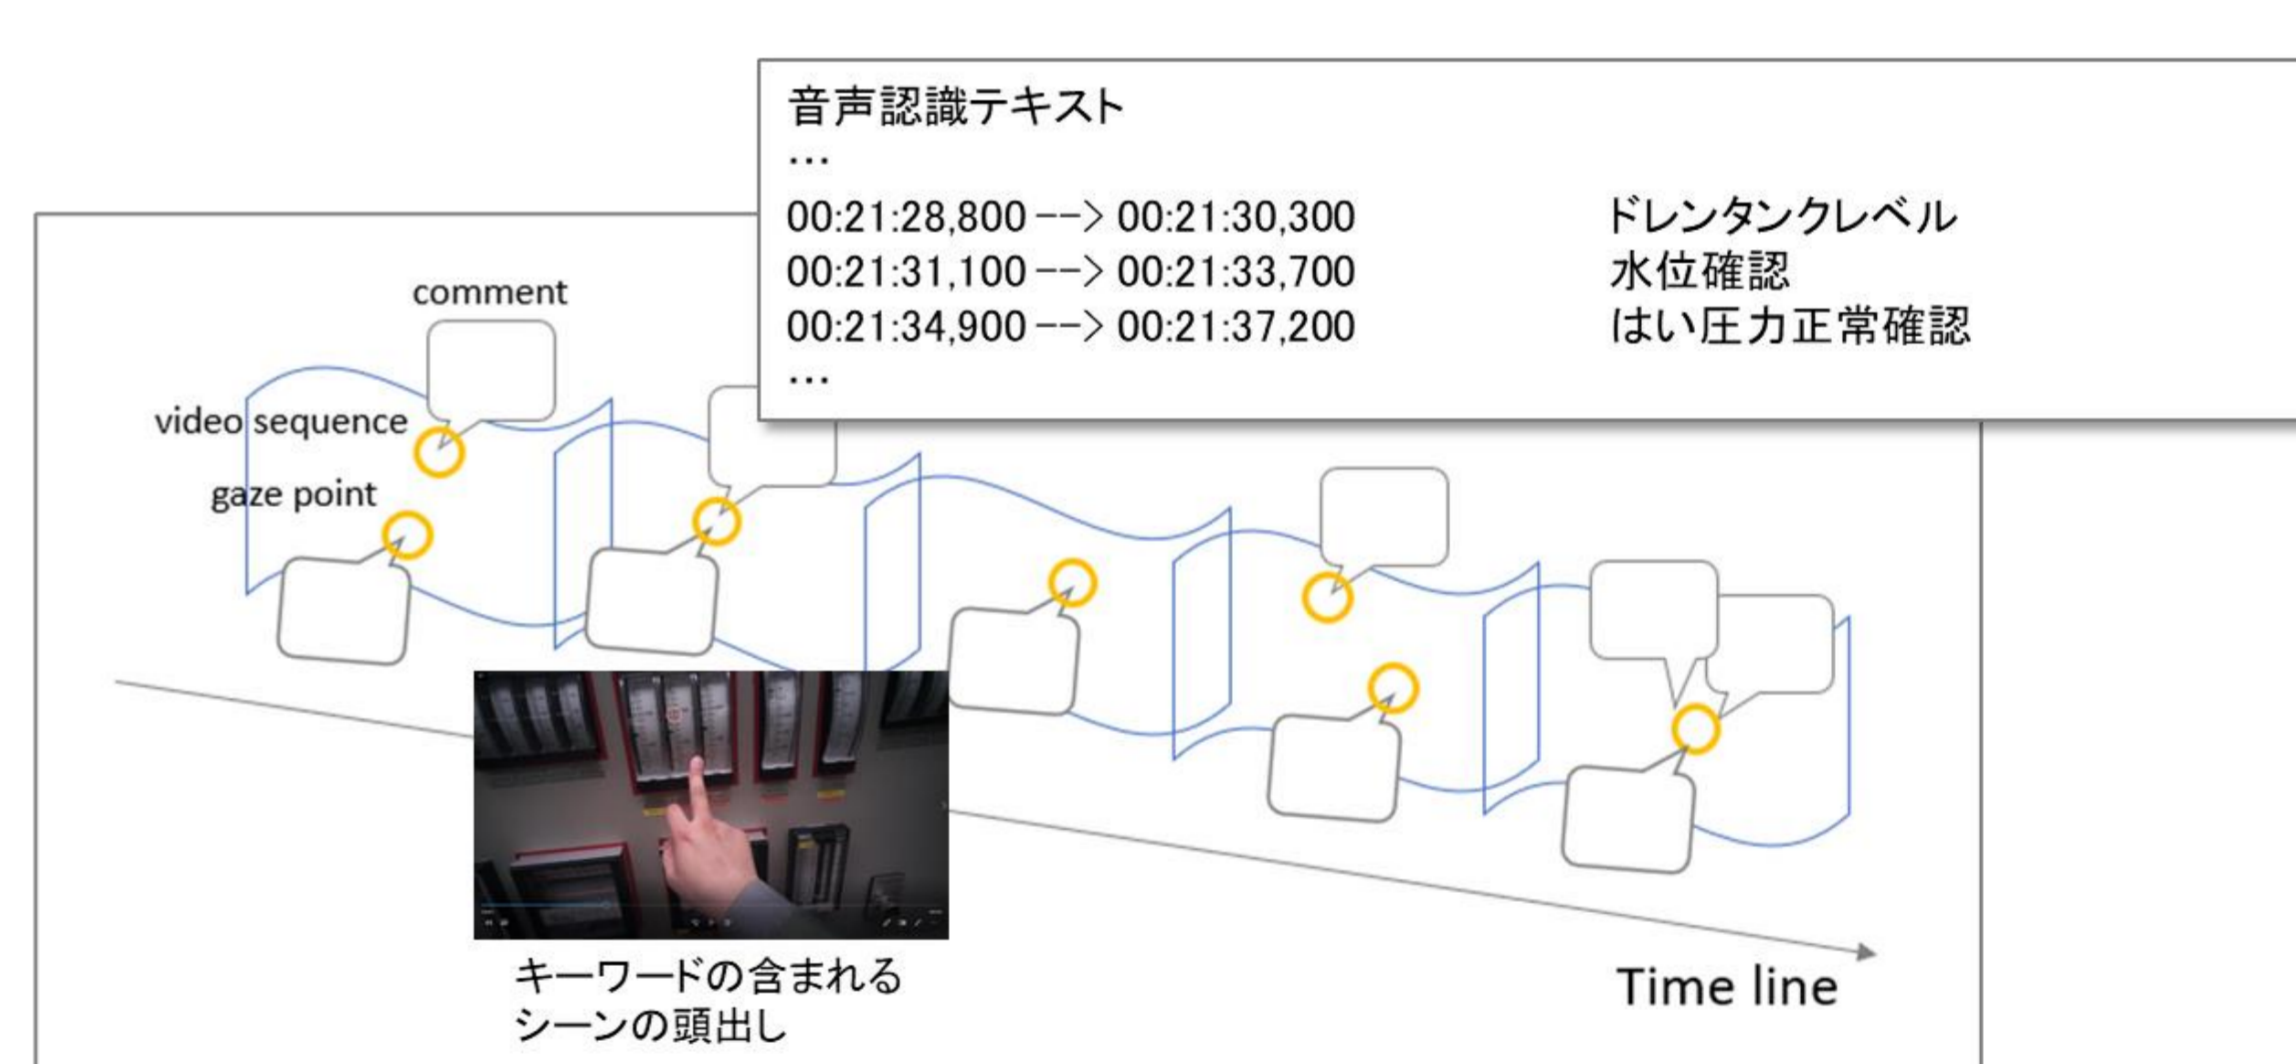 音声認識テキスト
…
00:21:28,800 --> 00:21:30,300 ドレンタンクレベル
00:21:31,100 --> 00:21:33,700 水位確認
00:21:34,900 --> 00:21:37,200 はい圧力正常確認
…
comment
video sequence
gaze point
キーワードの含まれる
シーンの頭出し
Time line